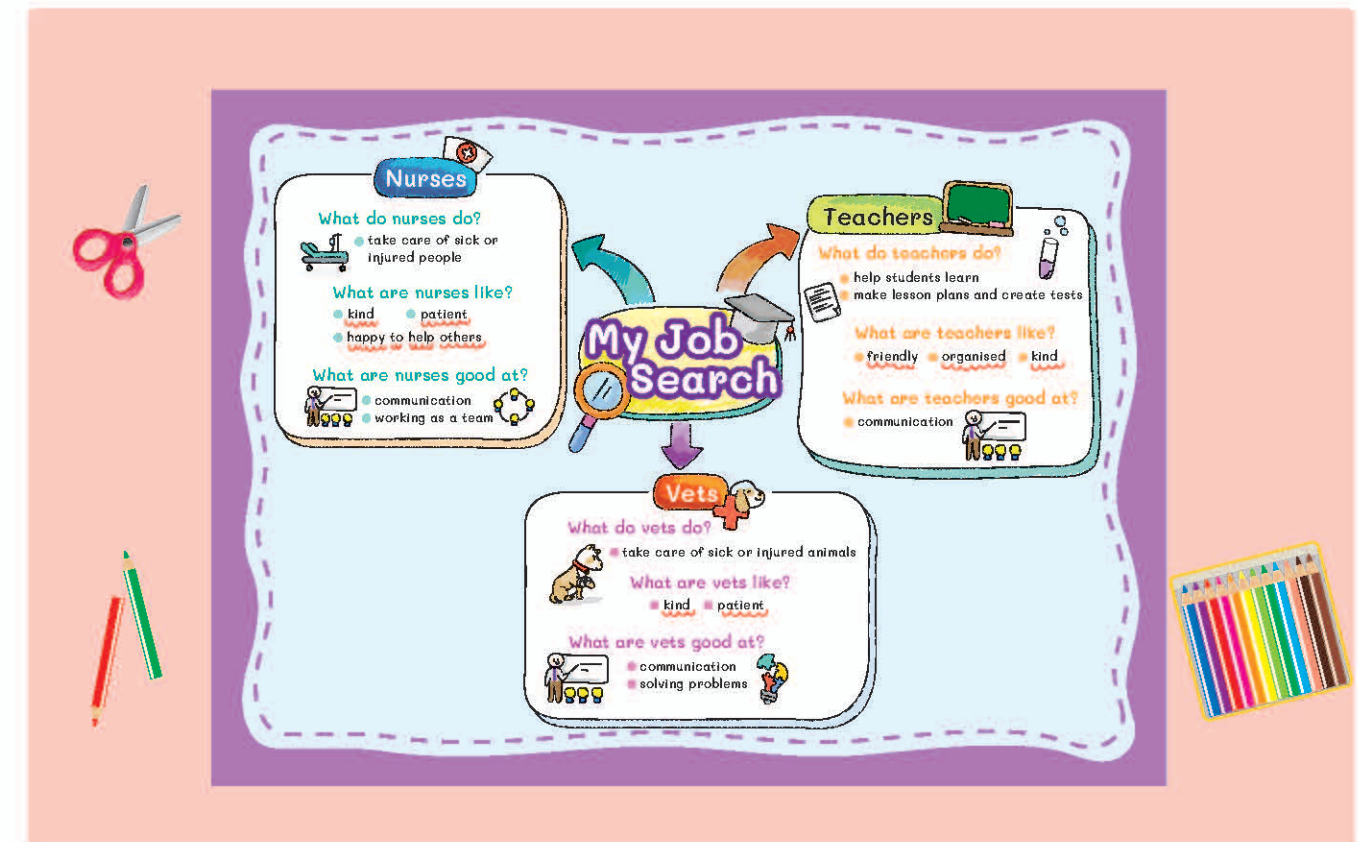 Nurses
What do nurses do?
take care of sick or
injured people
What are nurses like?
kind patient
happy to help others
What are nurses good at?
communication
working as a team
My Job
Search
Teachers
What do teachers do?
help students learn
make lesson plans and create tests
What are teachers like?
friendly organised kind
What are teachers good at?
communication
Vets
What do vets do?
take care of sick or injured animals
What are vets like?
kind patient
What are vets good at?
communication
solving problems